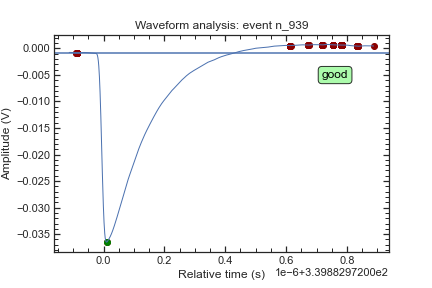 Waveform analysis: event n_939
0.000
−0.005
−0.010
−0.015
−0.020
−0.025
−0.030
−0.035
Amplitude (V)
good
0.0
0.2
0.4
0.6
0.8
Relative time (s)
1e−6+3.3988297200e2